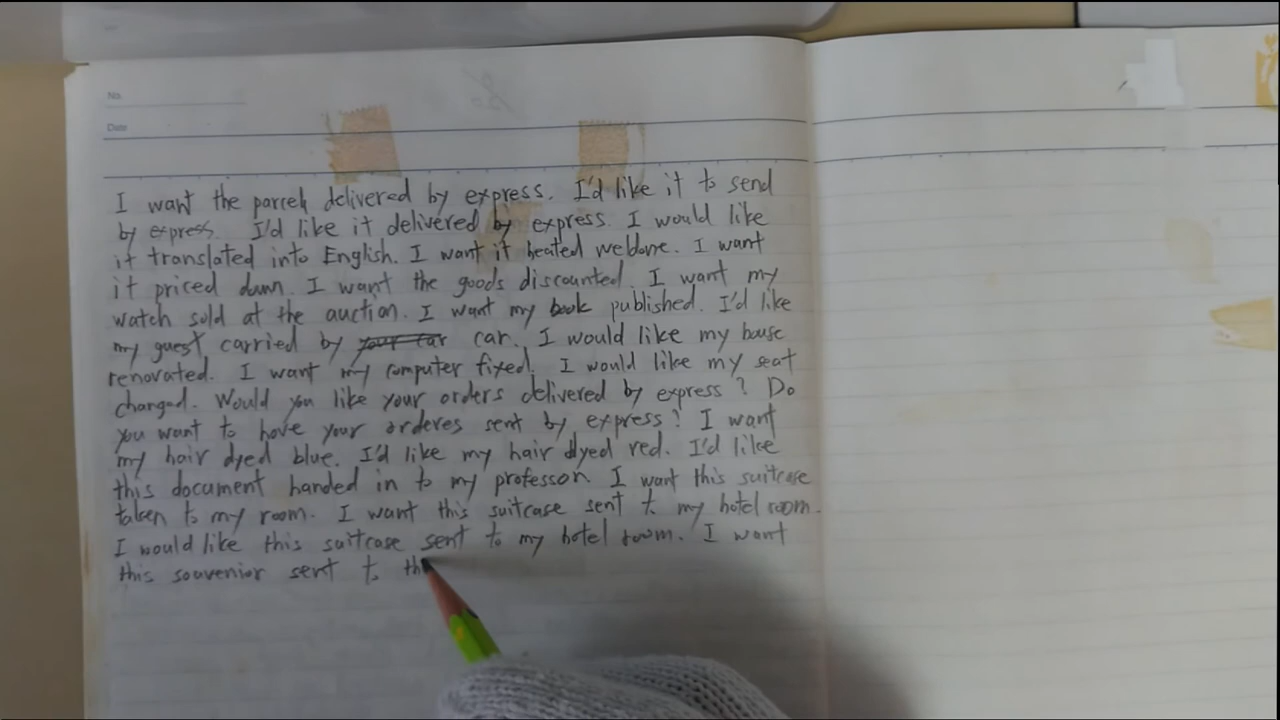 No.
Date
I want the parcel delivered by express. I'd like it to send
by express. I'd like it delivered by express. I would like
it translated into English. I want it heated weldone. I want
it priced down. I want the goods discounted. I want my
watch sold at the auction. I want my book published. I'd like
my guest carried by your car car. I would like my house
renovated. I want my computer fixed. I would like my seat
changed. Would you like your orders delivered by express? Do
you want to have your orderes sent by express? I want
my hair dyed blue. I'd like my hair dyed red. I'd like
this document handed in to my professor. I want this suitcase
taken to my room. I want this suitcase sent to my hotel room.
I would like this suitcase sent to my hotel room. I want
this souvenior sent to th